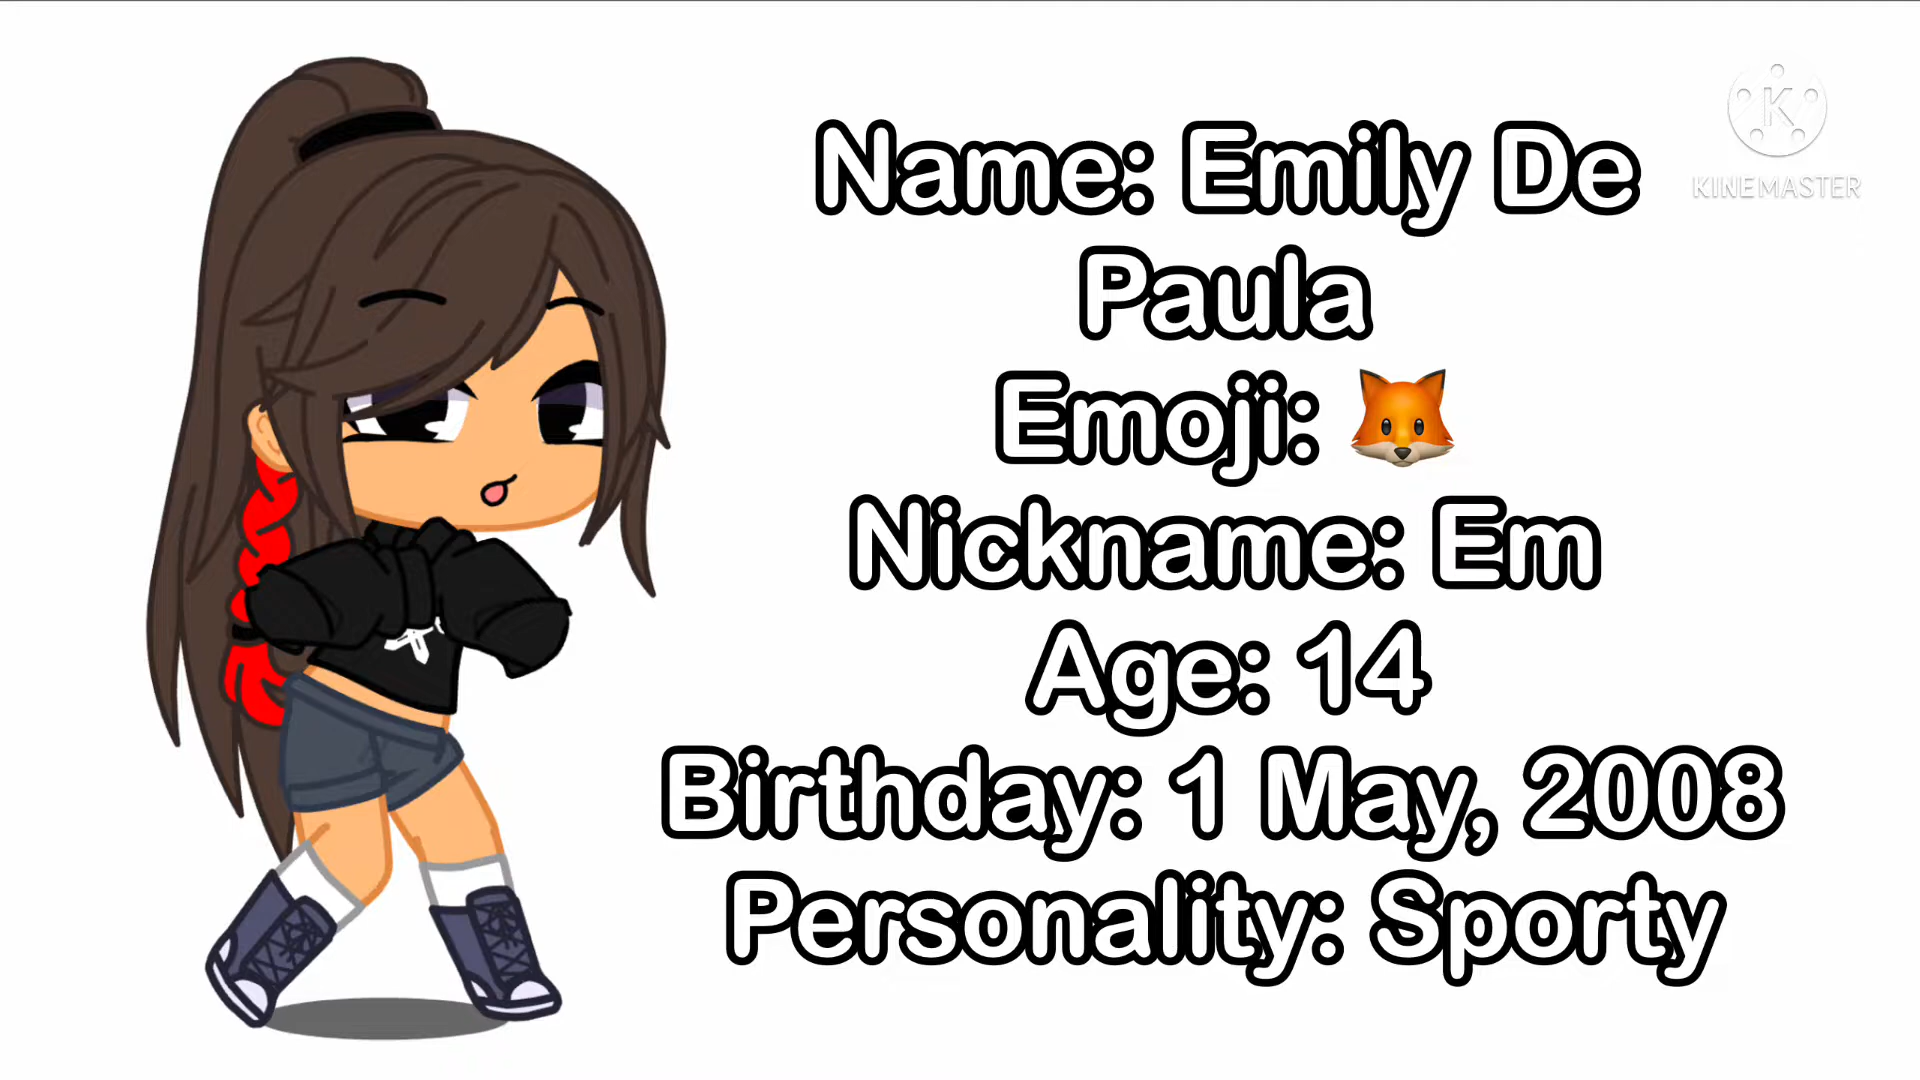 Name: Emily De
Paula
Emoji: 🦊
Nickname: Em
Age: 14
Birthday: 1 May, 2008
Personality: Sporty
K
KINEMASTER